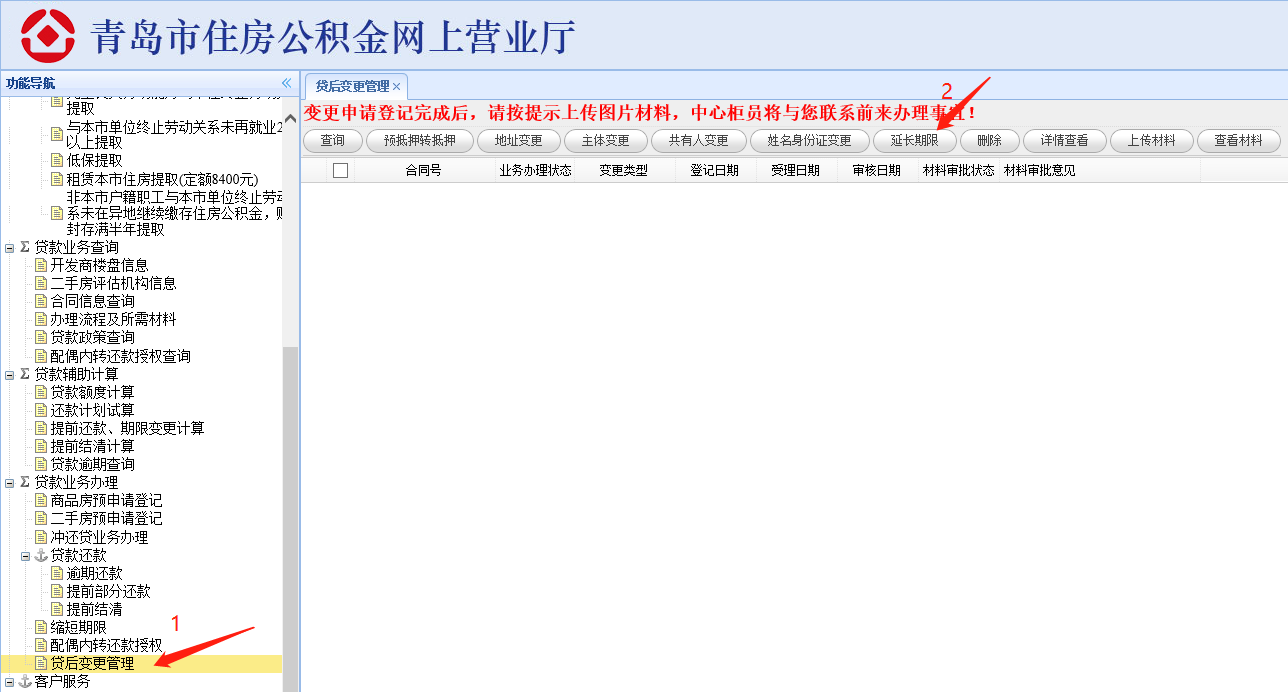 青岛市住房公积金网上营业厅
功能导航
提取
与本市单位终止劳动关系未再就业2
以上提取
低保提取
租赁本市住房提取(定额8400元)
非本市户籍职工与本市单位终止劳动
系未在异地继续缴存住房公积金，账
封存满半年提取
贷款业务查询
开发商楼盘信息
二手房评估机构信息
合同信息查询
办理流程及所需材料
贷款政策查询
配偶内转还款授权查询
贷款辅助计算
贷款额度计算
还款计划试算
提前还款、期限变更计算
提前结清计算
贷款逾期查询
贷款业务办理
商品房预申请登记
二手房预申请登记
冲还贷业务办理
贷款还款
逾期还款
提前部分还款
提前结清
缩短期限
1
配偶内转还款授权
贷后变更管理
客户服务
贷后变更管理
2
变更申请登记完成后，请按提示上传图片材料，中心柜员将与您联系前来办理事宜！
查询 预抵押转抵押 地址变更 主体变更 共有人变更 姓名身份证变更 延长期限 删除 详情查看 上传材料 查看材料
合同号 业务办理状态 变更类型 登记日期 受理日期 审核日期 材料审批状态 材料审批意见